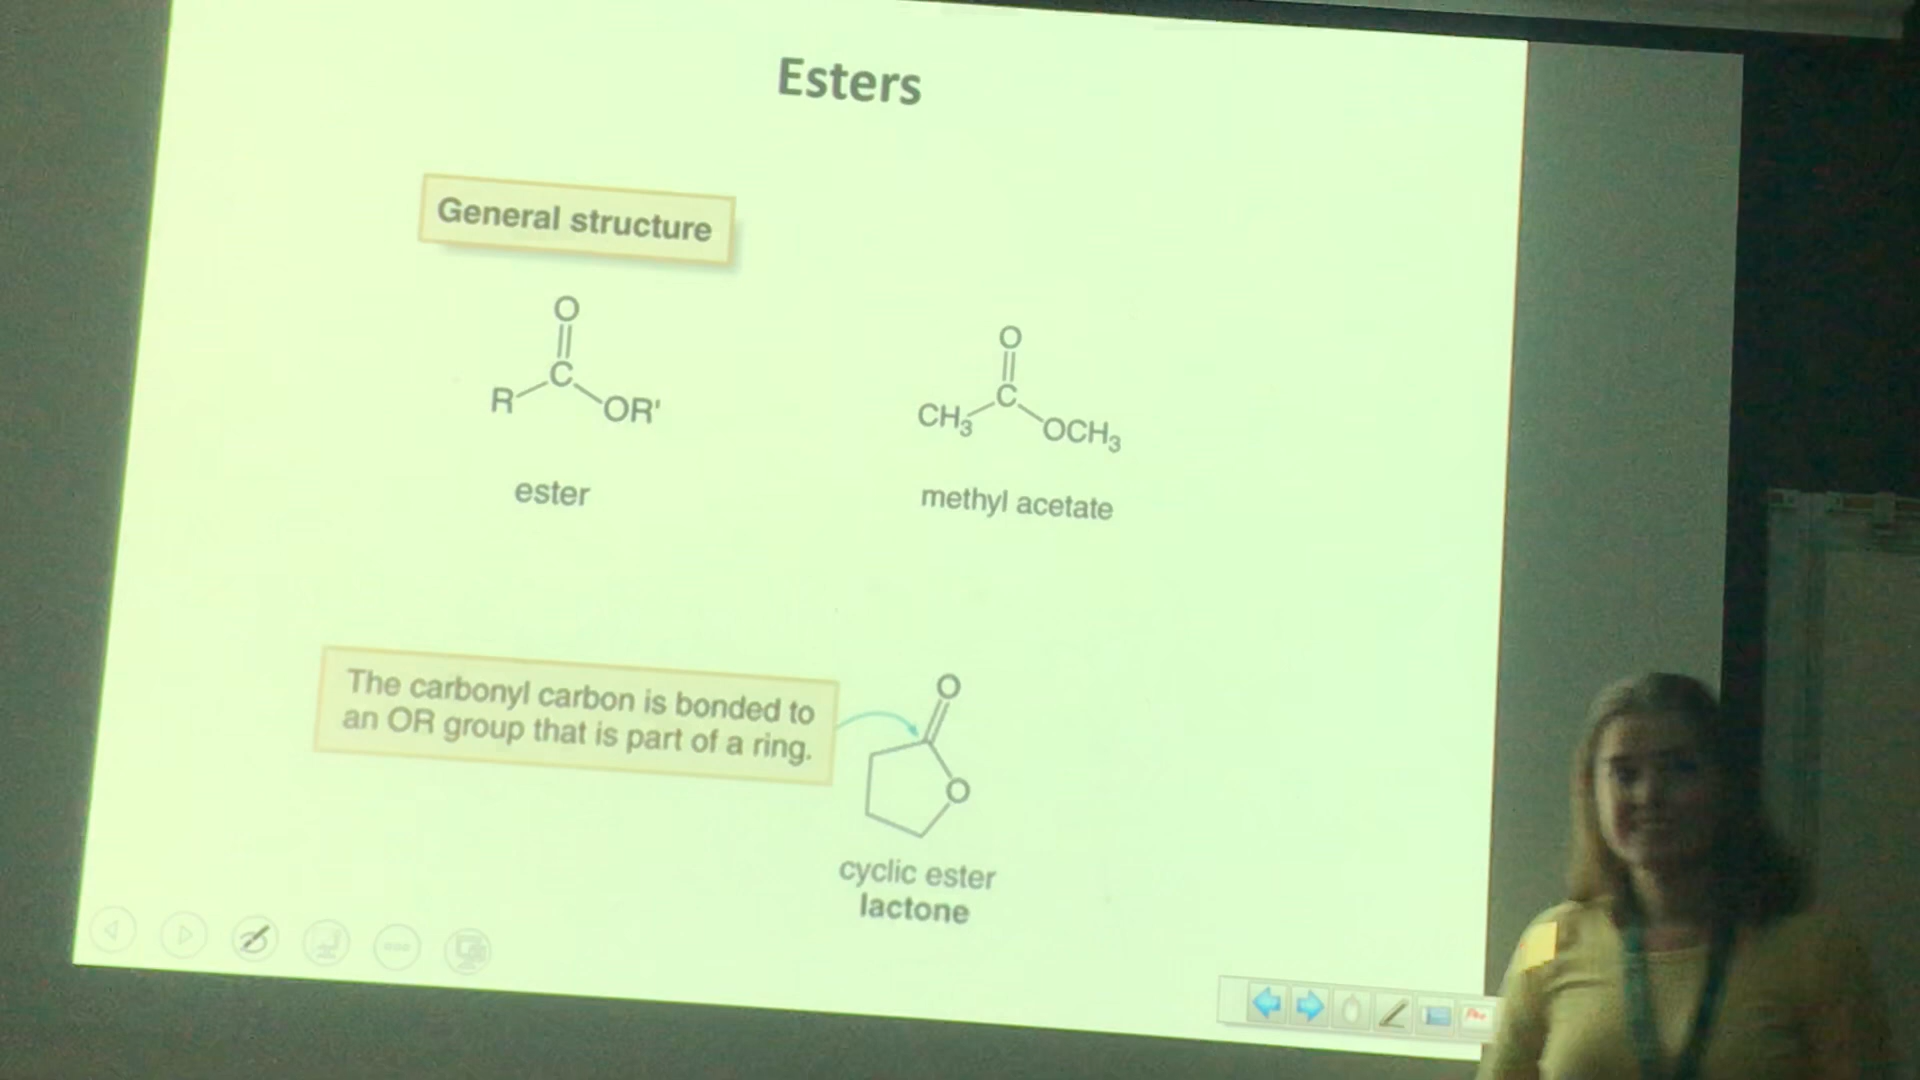 Esters
General structure
O
C
R
OR'
ester
O
C
CH3
OCH3
methyl acetate
The carbonyl carbon is bonded to
an OR group that is part of a ring.
O
O
cyclic ester
lactone